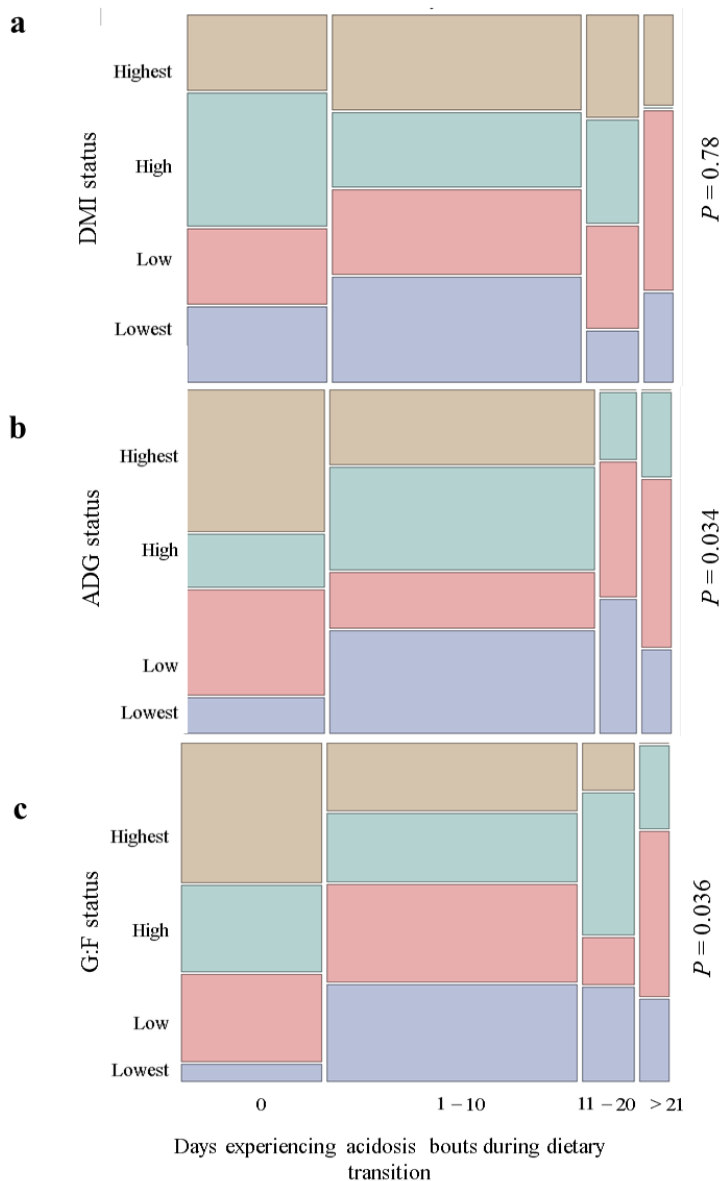 a
Highest
High
Low
Lowest
DMI status
P = 0.78
b
Highest
High
Low
Lowest
ADG status
P = 0.034
c
Highest
High
Low
Lowest
G:F status
P = 0.036
0 1 – 10 11 – 20 > 21
Days experiencing acidosis bouts during dietary
transition